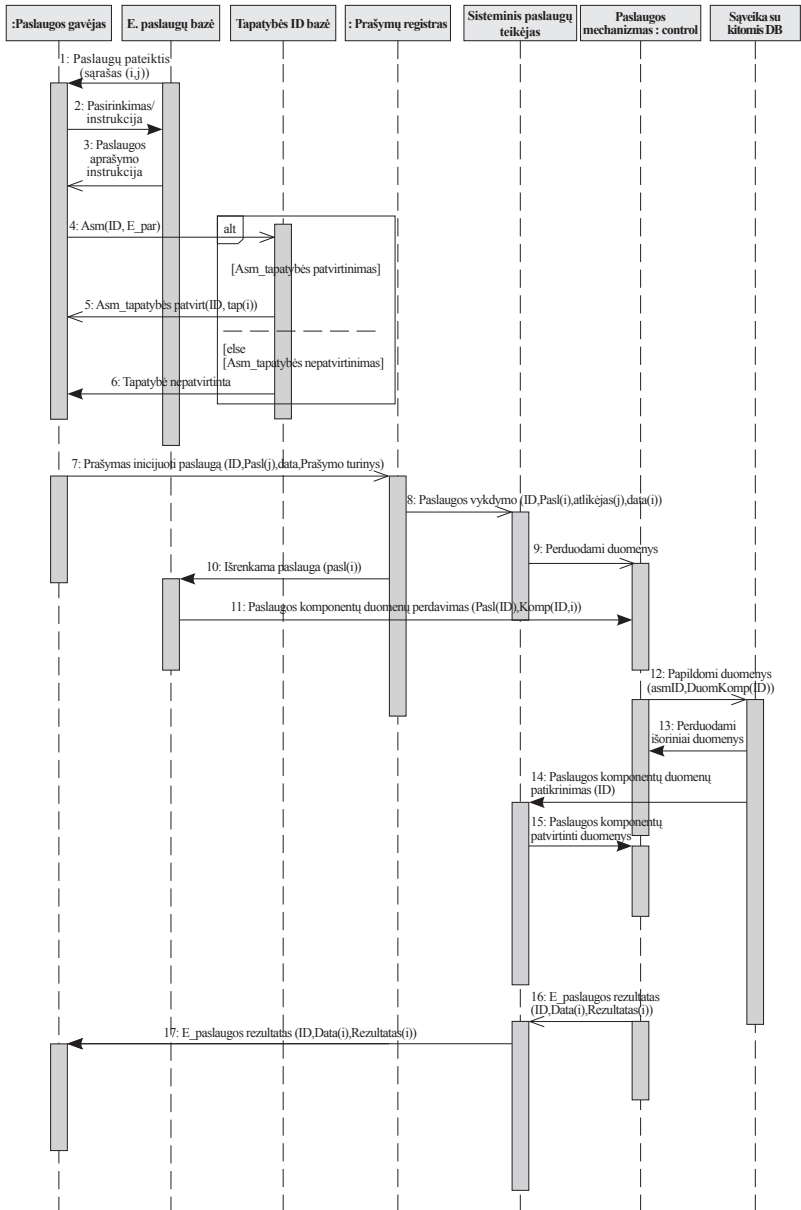 :Paslaugos gavėjas
E. paslaugų bazė
Tapatybės ID bazė
: Prašymų registras
Sisteminis paslaugų
teikėjas
Paslaugos
mechanizmas : control
Sąveika su
kitomis DB
1: Paslaugų pateiktis
(sąrašas (i,j))
2: Pasirinkimas/
instrukcija
3: Paslaugos
aprašymo
instrukcija
4: Asm(ID, E_par)
alt
[Asm_tapatybės patvirtinimas]
5: Asm_tapatybės patvirt(ID, tap(i))
[else
[Asm_tapatybės nepatvirtinimas]
6: Tapatybė nepatvirtinta
7: Prašymas inicijuoti paslaugą (ID,Pasl(j),data,Prašymo turinys)
8: Paslaugos vykdymo (ID,Pasl(i),atlikėjas(j),data(i))
9: Perduodami duomenys
10: Išrenkama paslauga (pasl(i))
11: Paslaugos komponentų duomenų perdavimas (Pasl(ID),Komp(ID,i))
12: Papildomi duomenys
(asmID,DuomKomp(ID))
13: Perduodami
išoriniai duomenys
14: Paslaugos komponentų duomenų
patikrinimas (ID)
15: Paslaugos komponentų
patvirtinti duomenys
16: E_paslaugos rezultatas
(ID,Data(i),Rezultatas(i))
17: E_paslaugos rezultatas (ID,Data(i),Rezultatas(i))